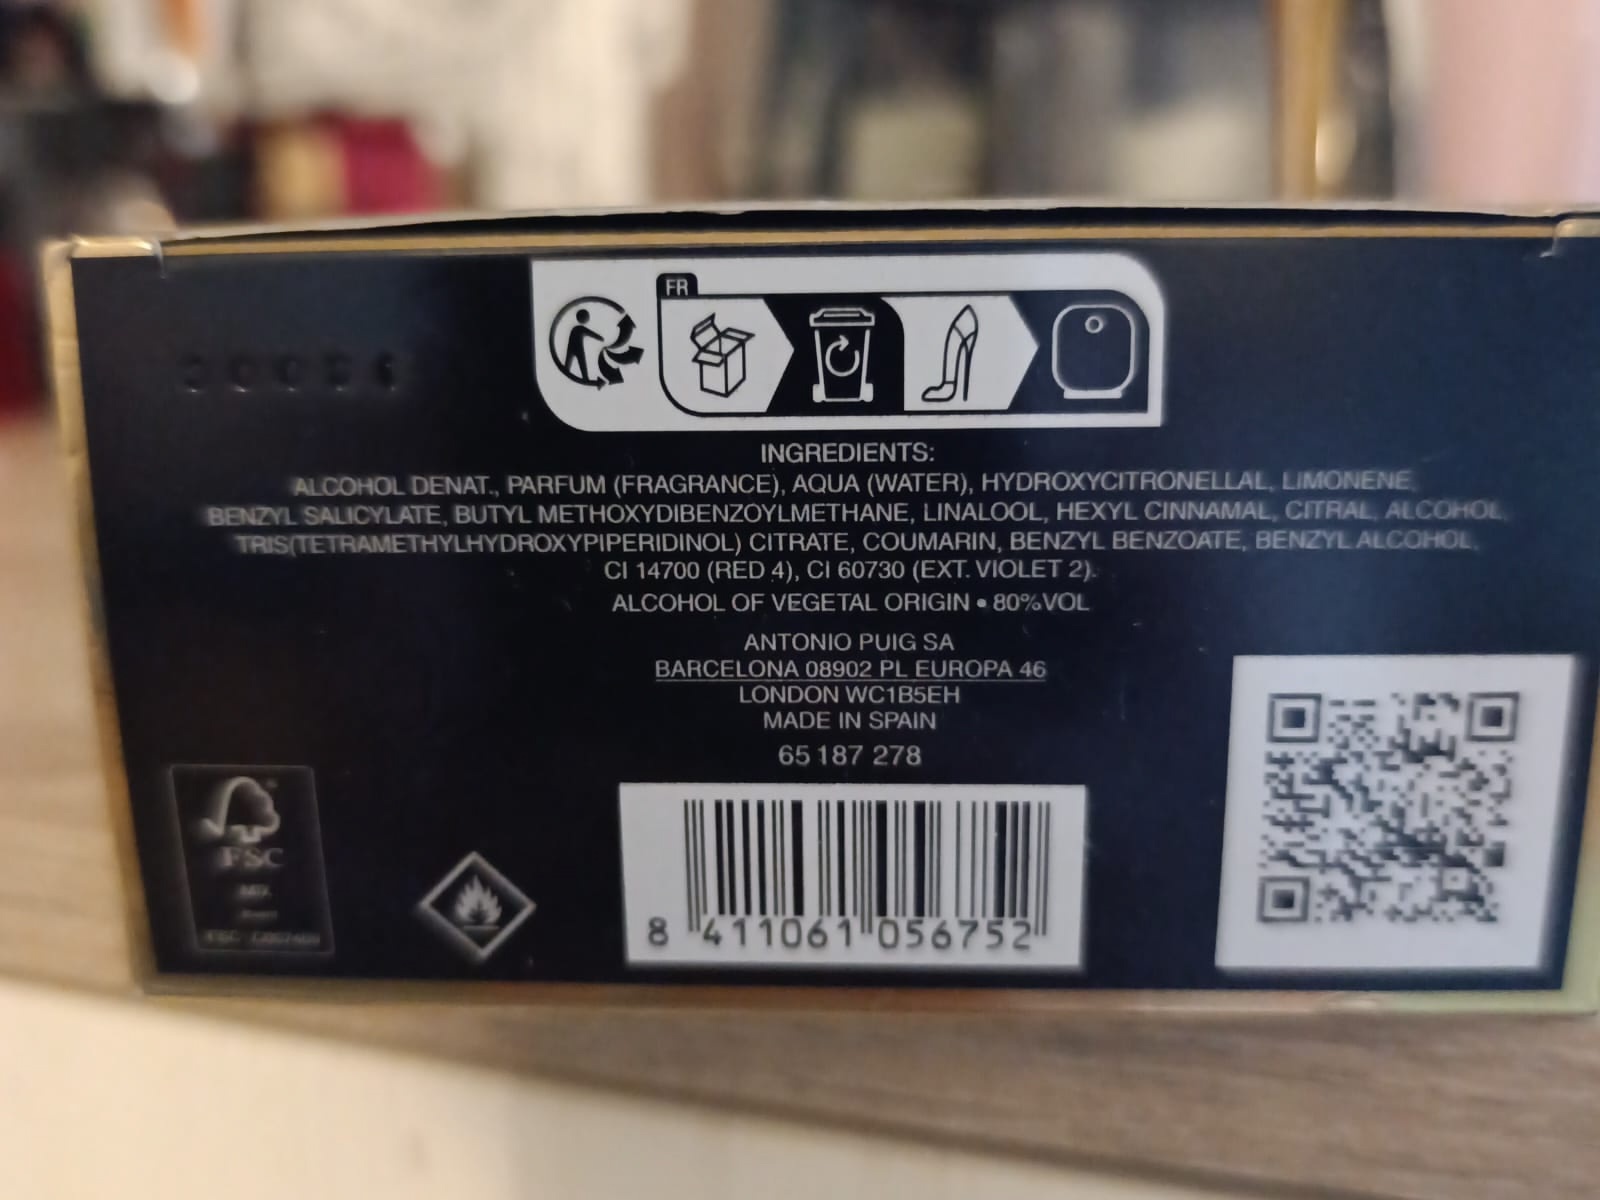 FR
INGREDIENTS:
ALCOHOL DENAT., PARFUM (FRAGRANCE), AQUA (WATER), HYDROXYCITRONELLAL, LIMONENE,
BENZYL SALICYLATE, BUTYL METHOXYDIBENZOYLMETHANE, LINALOOL, HEXYL CINNAMAL, CITRAL, ALCOHOL,
TRIS(TETRAMETHYLHYDROXYPIPERIDINOL) CITRATE, COUMARIN, BENZYL BENZOATE, BENZYL ALCOHOL,
CI 14700 (RED 4), CI 60730 (EXT. VIOLET 2).
ALCOHOL OF VEGETAL ORIGIN • 80%VOL
ANTONIO PUIG SA
BARCELONA 08902 PL EUROPA 46
LONDON WC1B5EH
MADE IN SPAIN
65 187 278
FSC
MIX
8 411061 056752